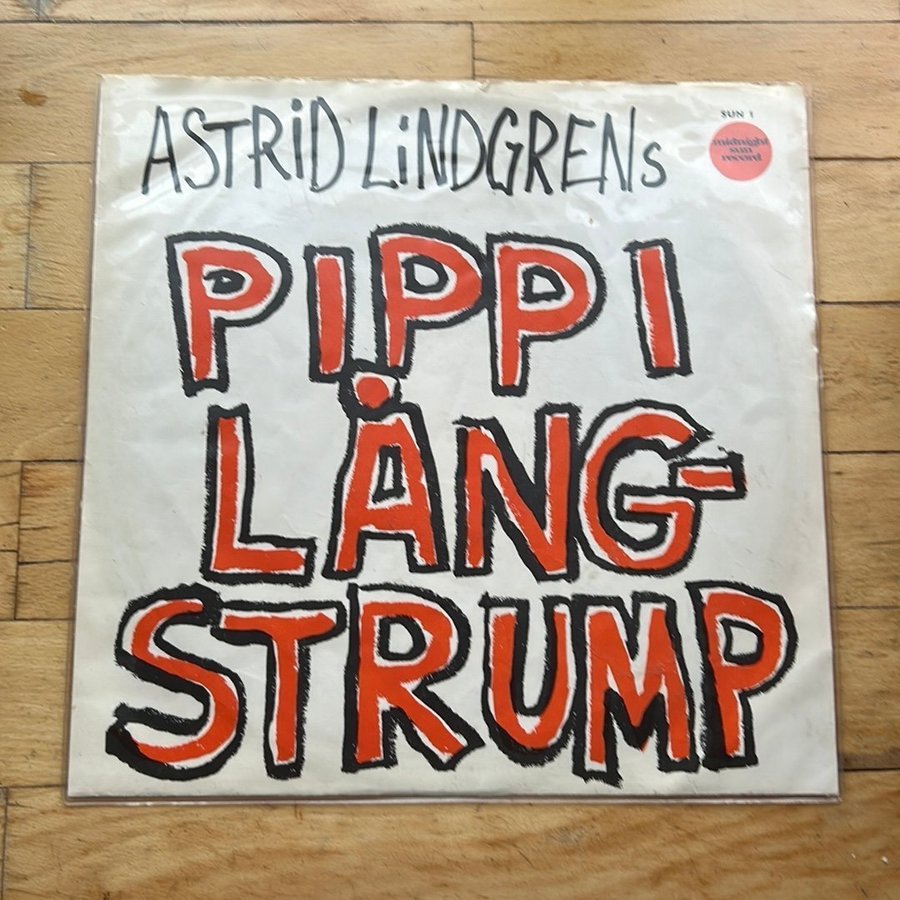 ASTRiD LiNDGRENs
SUN 1
midnight
sun
record
PIPPI
LÅNG-
STRUMP